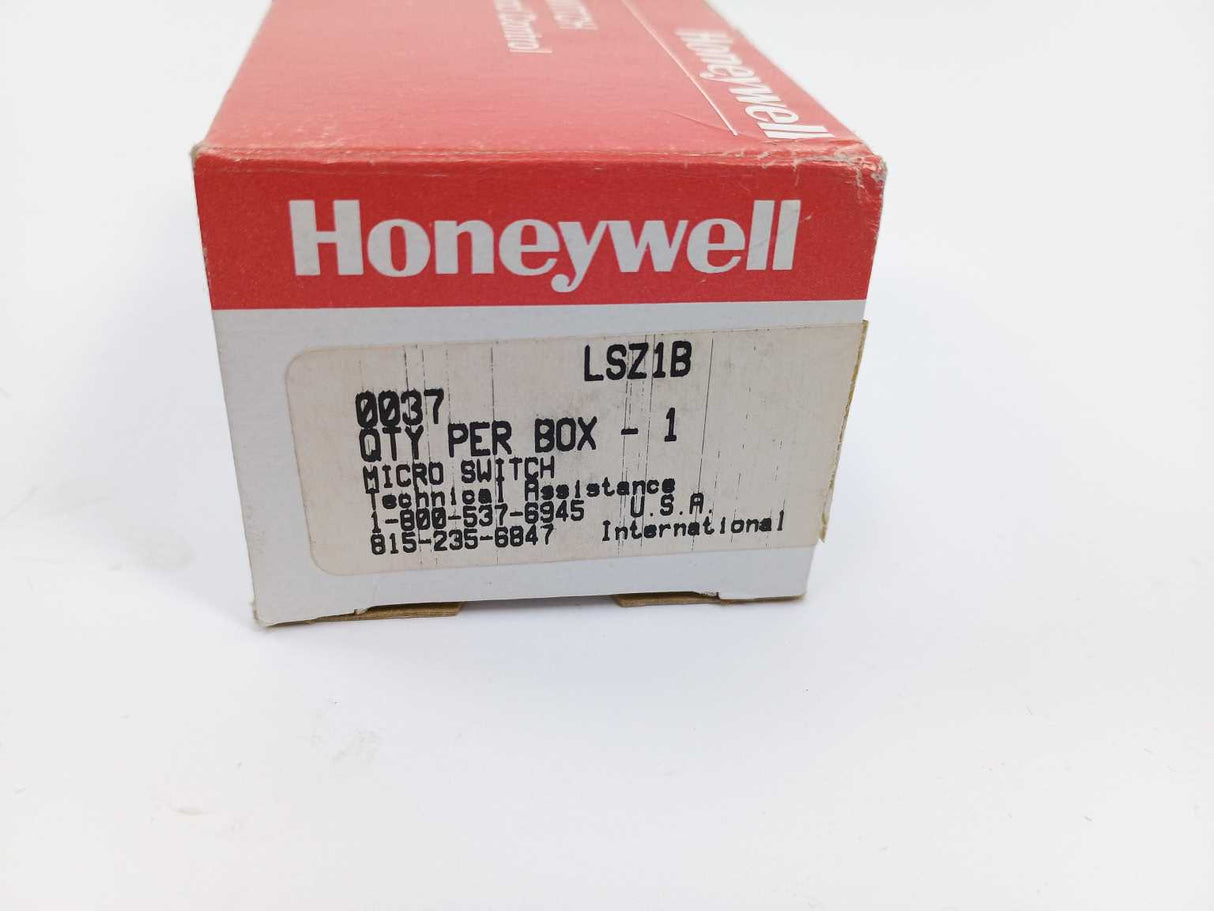 Honeywell
Control
Honeywell
LSZ1B
0037
QTY PER BOX - 1
MICRO SWITCH
Technical Assistance
1-800-537-6945 U.S.A.
815-235-6847 International